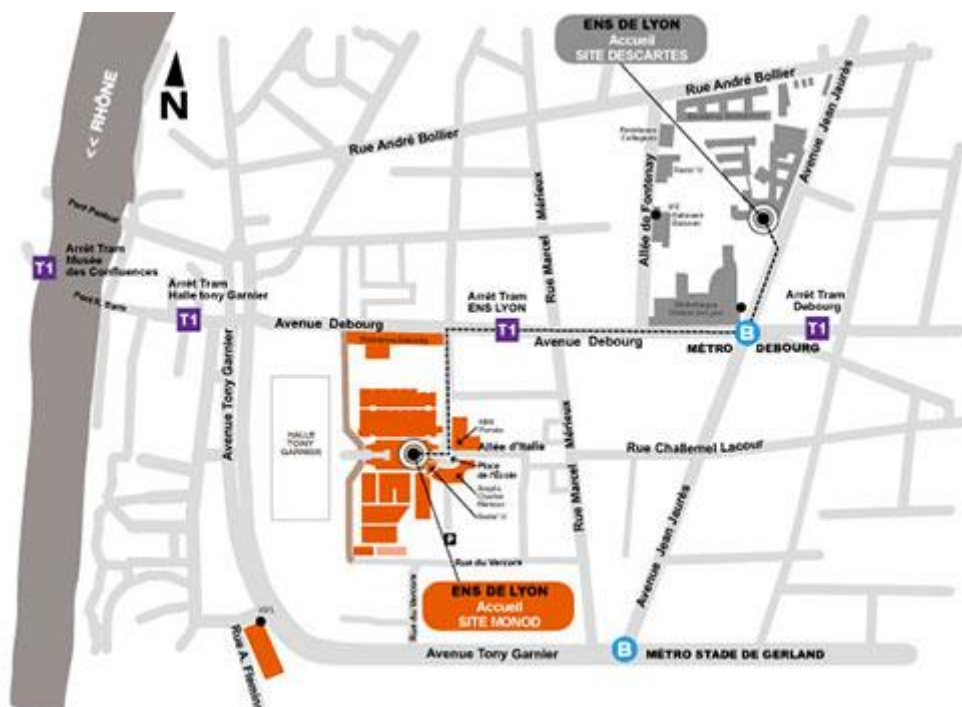 ENS DE LYON
Accueil
SITE DESCARTES
<< RHÔNE
N
Rue André Bollier
Rue André Bollier
Avenue Jean Jaurès
Allée de Fontenay
Rue Marcel Mérieux
Arrêt Tram
Musée
des Confluences
T1
Arrêt Tram
Halle tony Garnier
T1
Arrêt Tram
ENS LYON
T1
Arrêt Tram
Debourg
T1
Avenue Debourg
Avenue Debourg
MÉTRO
B
DEBOURG
Avenue Tony Garnier
HALLE
TONY
GARNIER
Allée d'Italie
Place
de l'École
Rue Challemel Lacour
Rue Marcel Mérieux
Avenue Jean Jaurès
P
Rue du Vercors
Rue du Vercors
ENS DE LYON
Accueil
SITE MONOD
Rue A. Fleming
Avenue Tony Garnier
B
MÉTRO STADE DE GERLAND